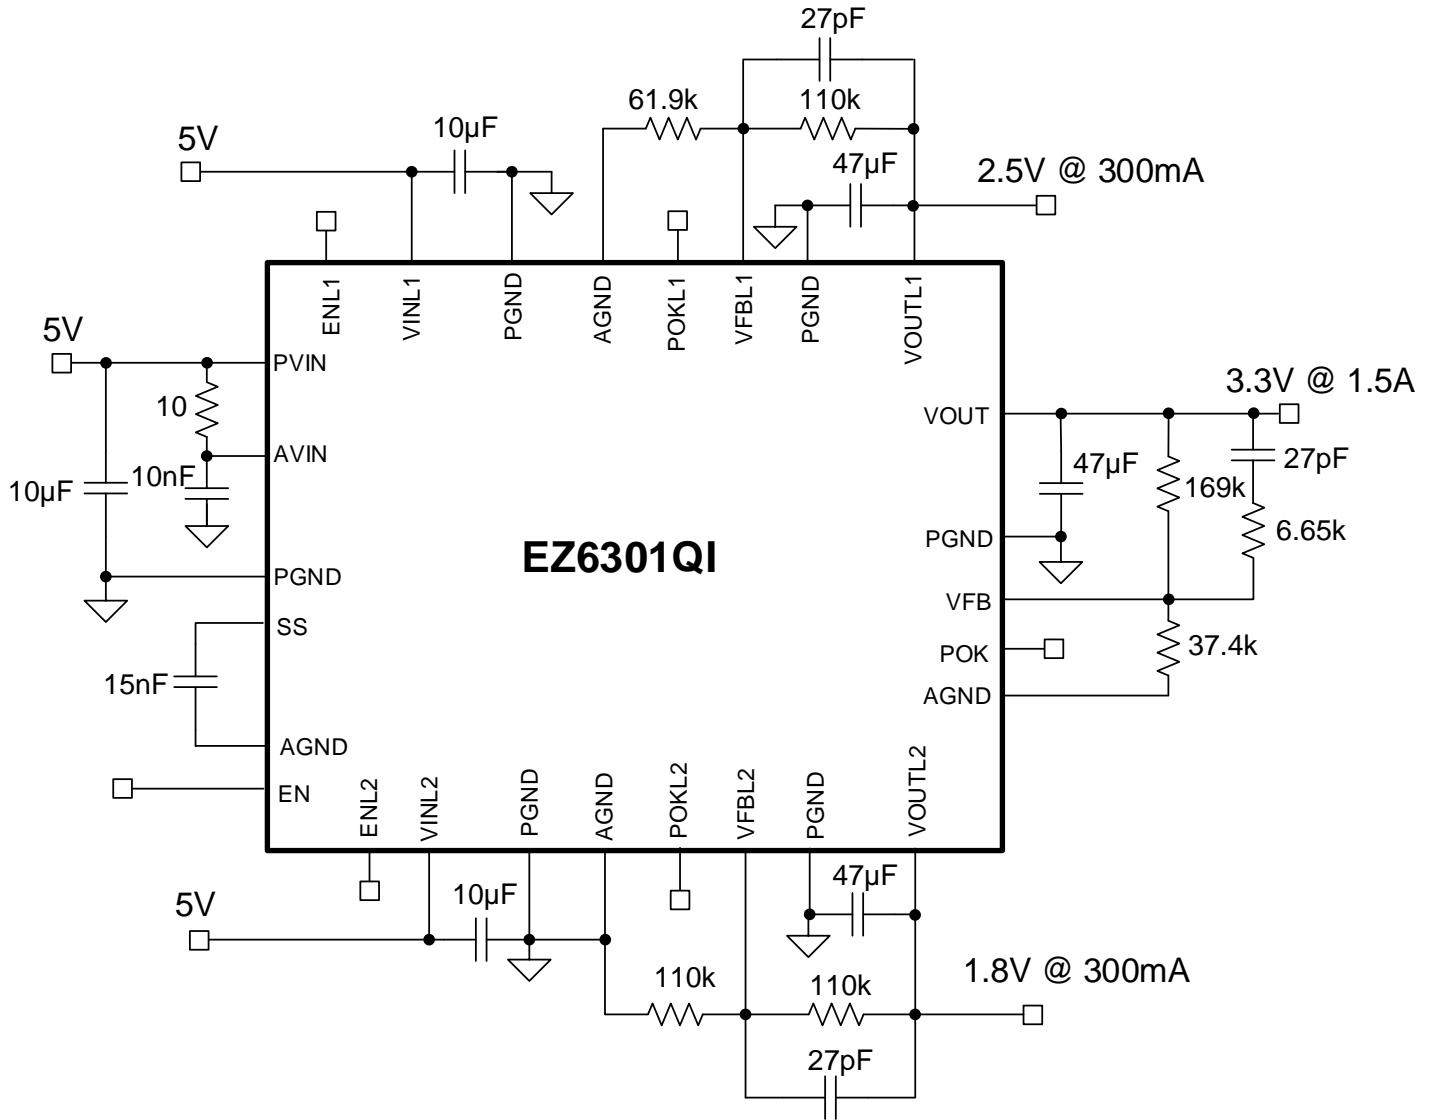 27pF
61.9k
110k
10µF
5V
47µF
2.5V @ 300mA
ENL1
VINL1
PGND
AGND
POKL1
VFBL1
PGND
VOUTL1
5V
PVIN
3.3V @ 1.5A
10
VOUT
AVIN
47µF
27pF
10µF
10nF
169k
6.65k
EZ6301QI
PGND
PGND
VFB
SS
POK
37.4k
15nF
AGND
AGND
EN
ENL2
VINL2
PGND
AGND
POKL2
VFBL2
PGND
VOUTL2
5V
10µF
47µF
110k
110k
1.8V @ 300mA
27pF